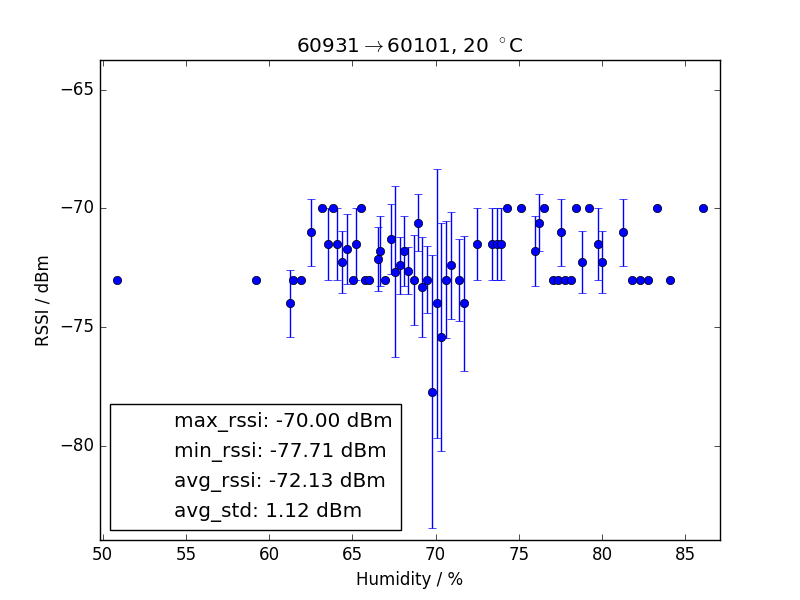 60931→60101, 20 °C
−65
−70
−75
−80
RSSI / dBm
max_rssi: -70.00 dBm
min_rssi: -77.71 dBm
avg_rssi: -72.13 dBm
avg_std: 1.12 dBm
50 55 60 65 70 75 80 85
Humidity / %